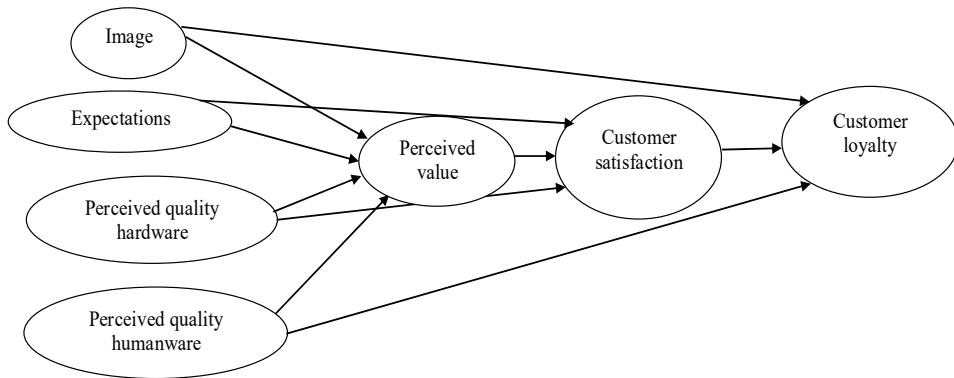 Image
Expectations
Perceived quality
hardware
Perceived quality
humanware
Perceived
value
Customer
satisfaction
Customer
loyalty